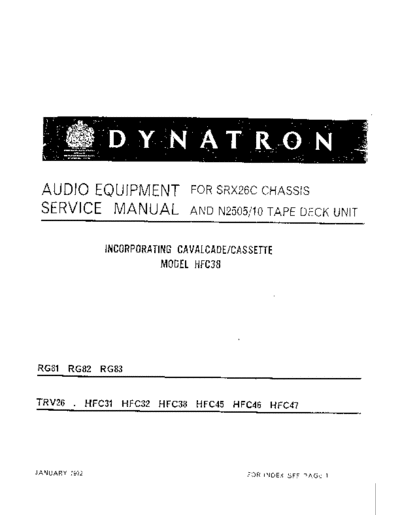 DYNATRON
AUDIO EQUIPMENT FOR SRX26C CHASSIS
SERVICE MANUAL AND N2505/10 TAPE DECK UNIT
INCORPORATING CAVALCADE/CASSETTE
MODEL HFC38
RG81 RG82 RG83
TRV26 . HFC31 HFC32 HFC38 HFC45 HFC46 HFC47
JANUARY
FOR INDEX SEE PAGE 1